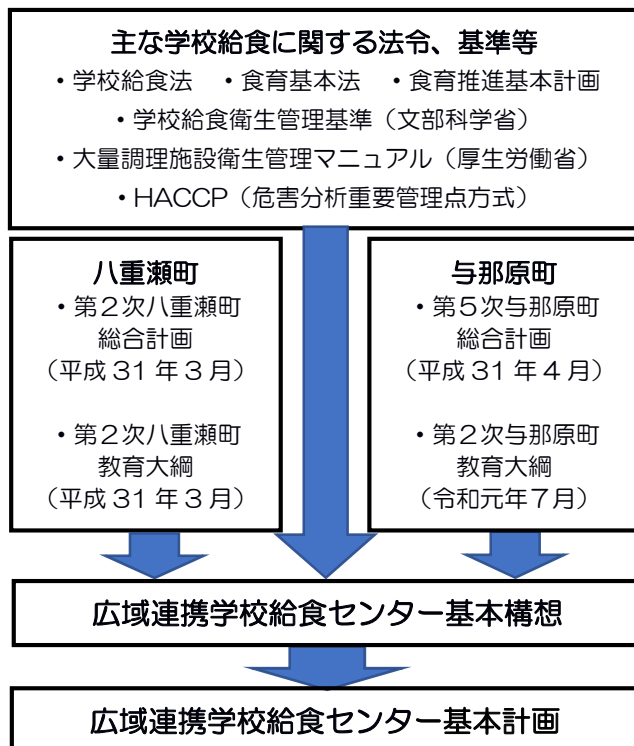 主な学校給食に関する法令、基準等
・学校給食法　・食育基本法　・食育推進基本計画
・学校給食衛生管理基準（文部科学省）
・大量調理施設衛生管理マニュアル（厚生労働省）
・HACCP（危害分析重要管理点方式）
八重瀬町
・第２次八重瀬町
総合計画
（平成 31 年３月）
・第２次八重瀬町
教育大綱
（平成 31 年３月）
与那原町
・第５次与那原町
総合計画
（平成 31 年４月）
・第２次与那原町
教育大綱
（令和元年７月）
広域連携学校給食センター基本構想
広域連携学校給食センター基本計画